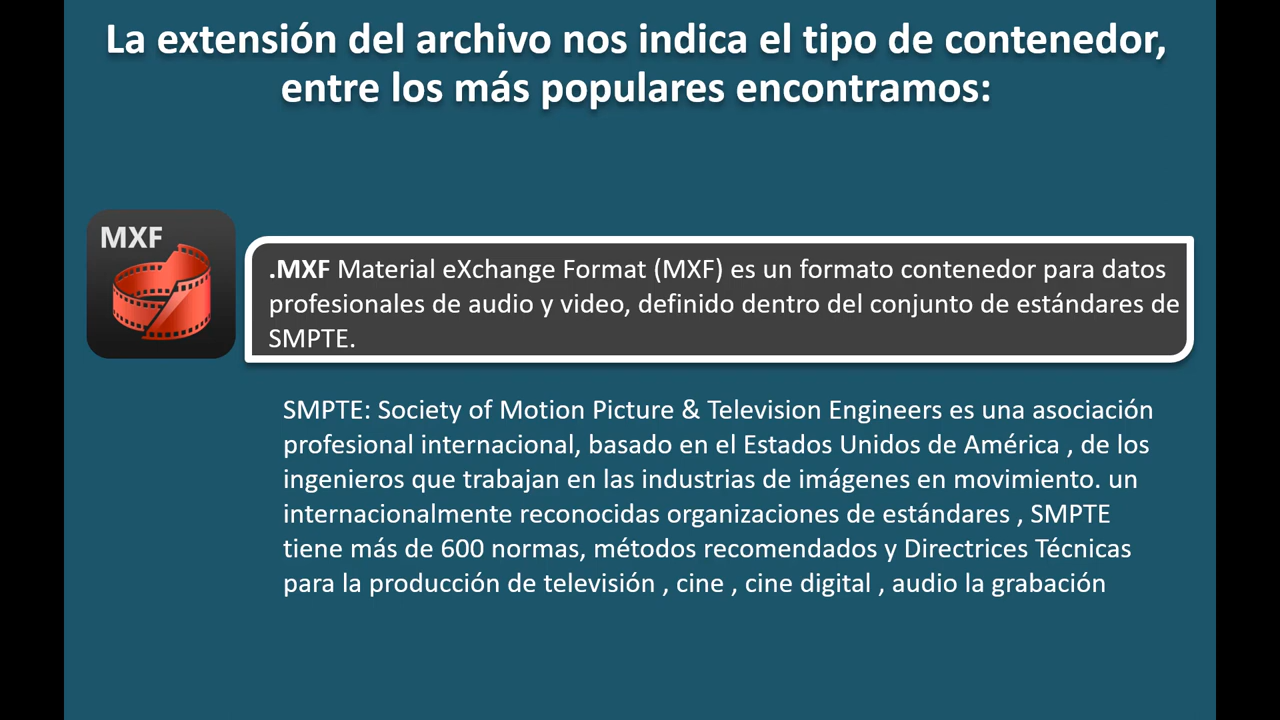 La extensión del archivo nos indica el tipo de contenedor,
entre los más populares encontramos:
MXF
.MXF Material eXchange Format (MXF) es un formato contenedor para datos
profesionales de audio y video, definido dentro del conjunto de estándares de
SMPTE.
SMPTE: Society of Motion Picture & Television Engineers es una asociación
profesional internacional, basado en el Estados Unidos de América , de los
ingenieros que trabajan en las industrias de imágenes en movimiento. un
internacionalmente reconocidas organizaciones de estándares , SMPTE
tiene más de 600 normas, métodos recomendados y Directrices Técnicas
para la producción de televisión , cine , cine digital , audio la grabación